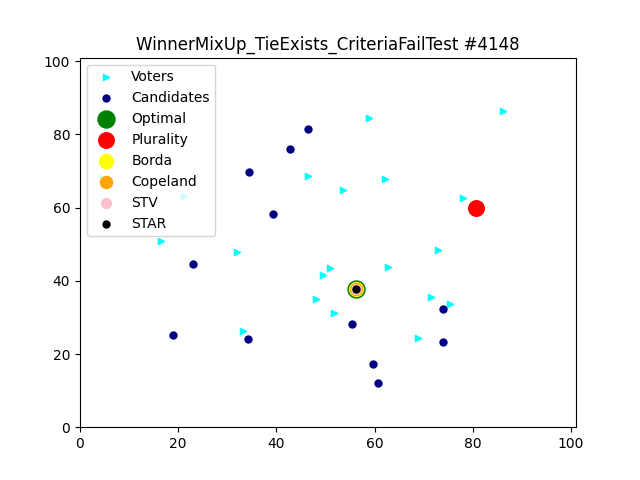 WinnerMixUp_TieExists_CriteriaFailTest #4148
100
80
60
40
20
0
Voters
Candidates
Optimal
Plurality
Borda
Copeland
STV
STAR
0 20 40 60 80 100